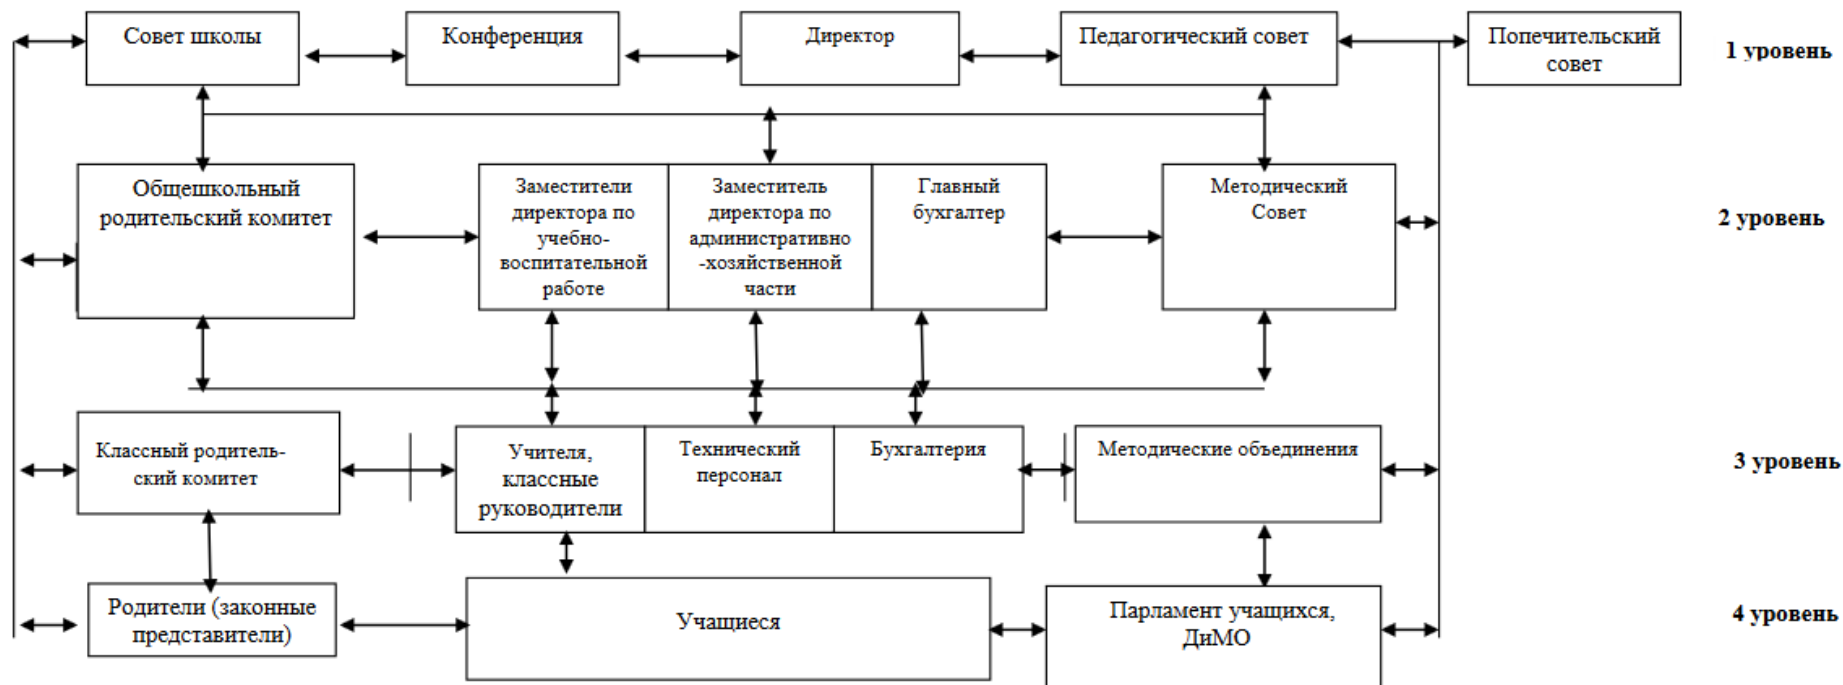 Совет школы
Конференция
Директор
Педагогический совет
Попечительский
совет
1 уровень
Общешкольный
родительский комитет
Заместители
директора по
учебно-
воспитательной
работе
Заместитель
директора по
административно
-хозяйственной
части
Главный
бухгалтер
Методический
Совет
2 уровень
Классный родитель-
ский комитет
Учителя,
классные
руководители
Технический
персонал
Бухгалтерия
Методические объединения
3 уровень
Родители (законные
представители)
Учащиеся
Парламент учащихся,
ДиМО
4 уровень